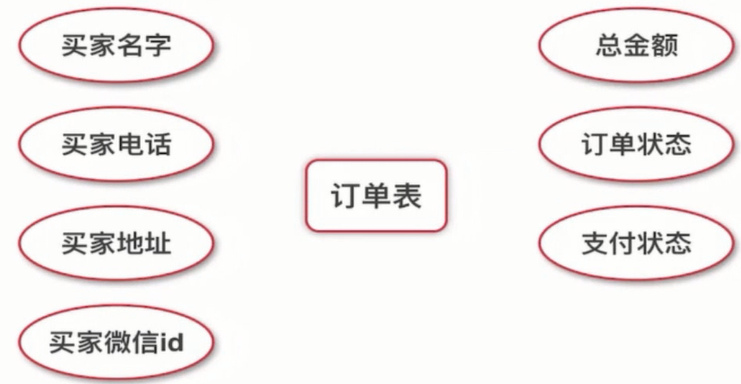 买家名字
买家电话
买家地址
买家微信id
订单表
总金额
订单状态
支付状态